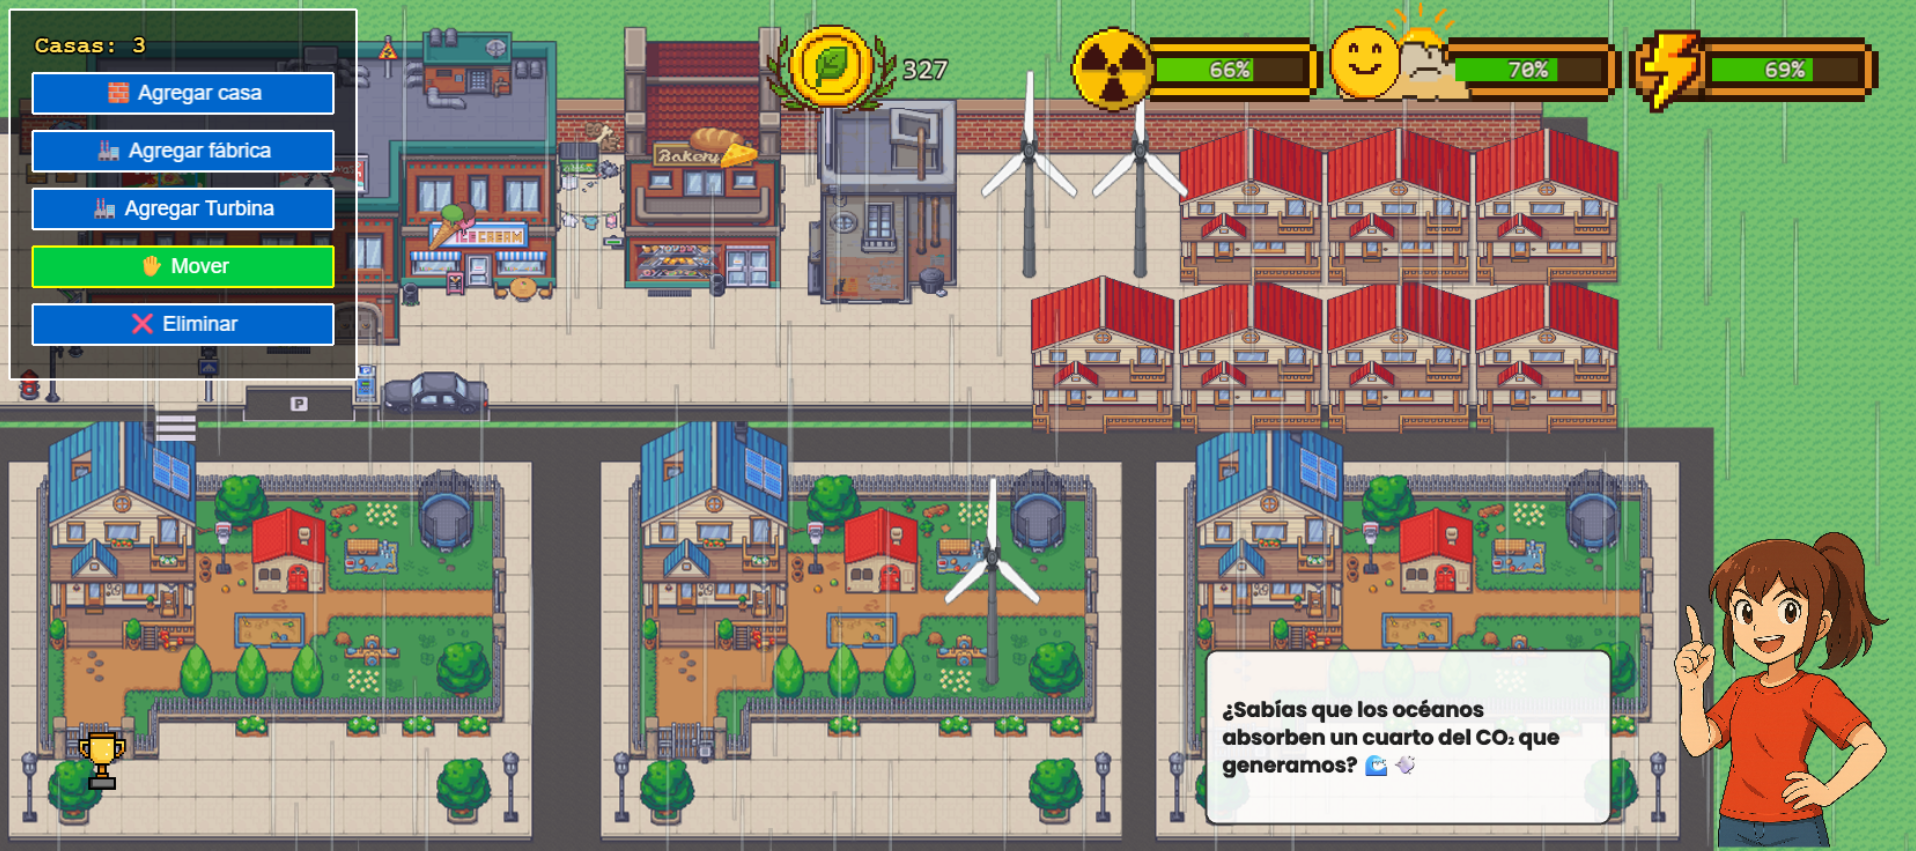 Casas: 3
Agregar casa
Agregar fábrica
Agregar Turbina
Mover
Eliminar
327
66%
70%
69%
Bakery
ICE CREAM
P
¿Sabías que los océanos
absorben un cuarto del CO₂ que
generamos?